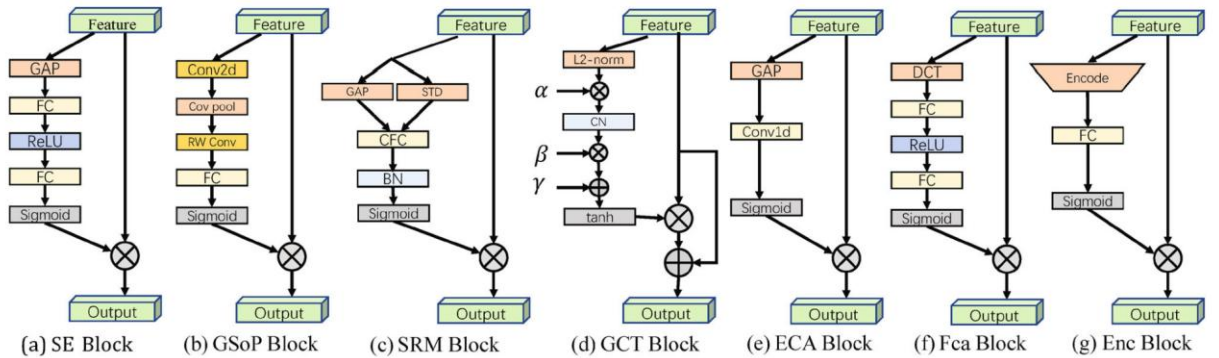 Feature
GAP
FC
ReLU
FC
Sigmoid
Output
(a) SE Block
Feature
Conv2d
Cov pool
RW Conv
FC
Sigmoid
Output
(b) GSoP Block
Feature
GAP STD
CFC
BN
Sigmoid
Output
(c) SRM Block
Feature
L2-norm
α
CN
β
γ
tanh
Output
(d) GCT Block
Feature
GAP
Conv1d
Sigmoid
Output
(e) ECA Block
Feature
DCT
FC
ReLU
FC
Sigmoid
Output
(f) Fca Block
Feature
Encode
FC
Sigmoid
Output
(g) Enc Block